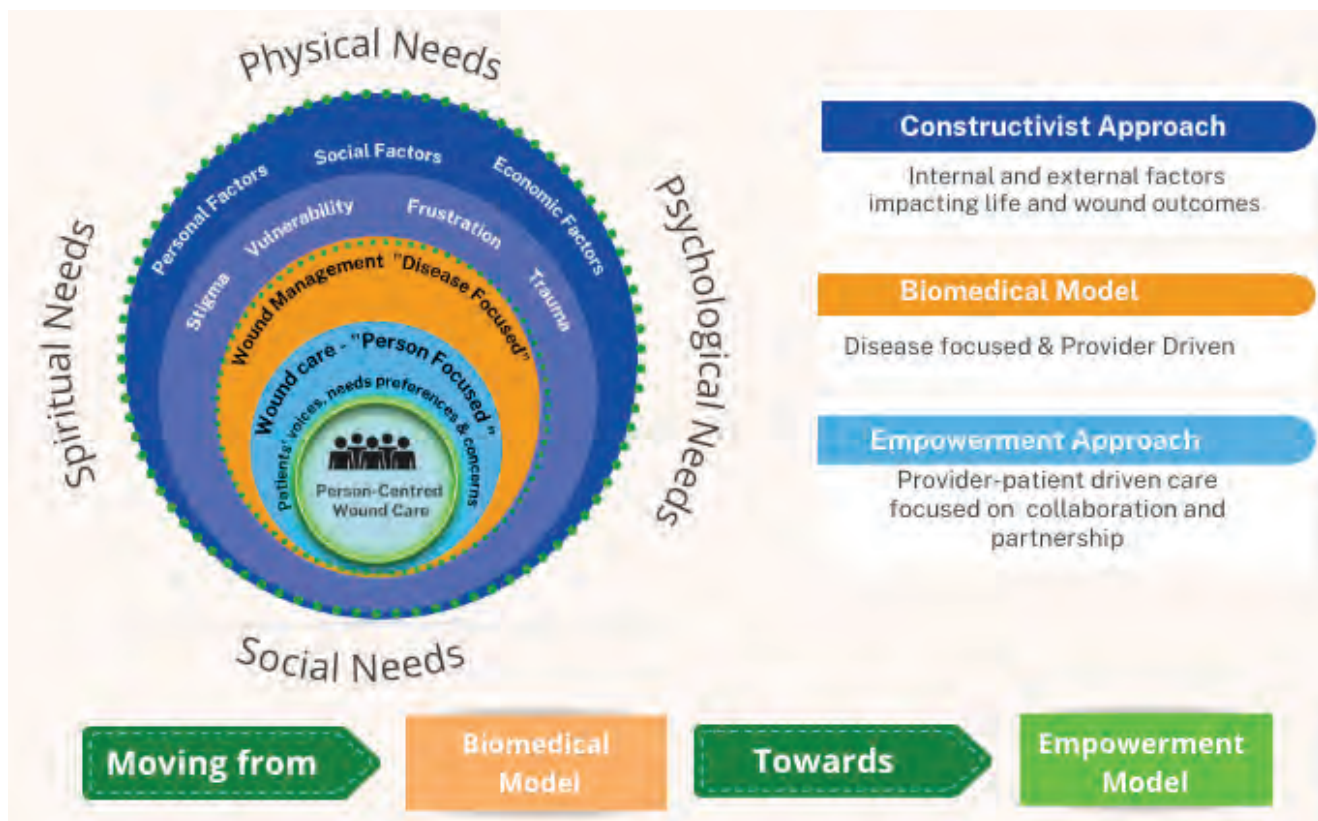 Physical Needs
Spiritual Needs
Psychological Needs
Social Needs
Personal Factors
Social Factors
Economic Factors
Stigma
Vulnerability
Frustration
Trauma
Wound Management "Disease Focused"
Wound care - "Person Focused"
Patients' voices, needs preferences & concerns
Person-Centred
Wound Care
Constructivist Approach
Internal and external factors
impacting life and wound outcomes
Biomedical Model
Disease focused & Provider Driven
Empowerment Approach
Provider-patient driven care
focused on collaboration and
partnership
Moving from
Biomedical
Model
Towards
Empowerment
Model